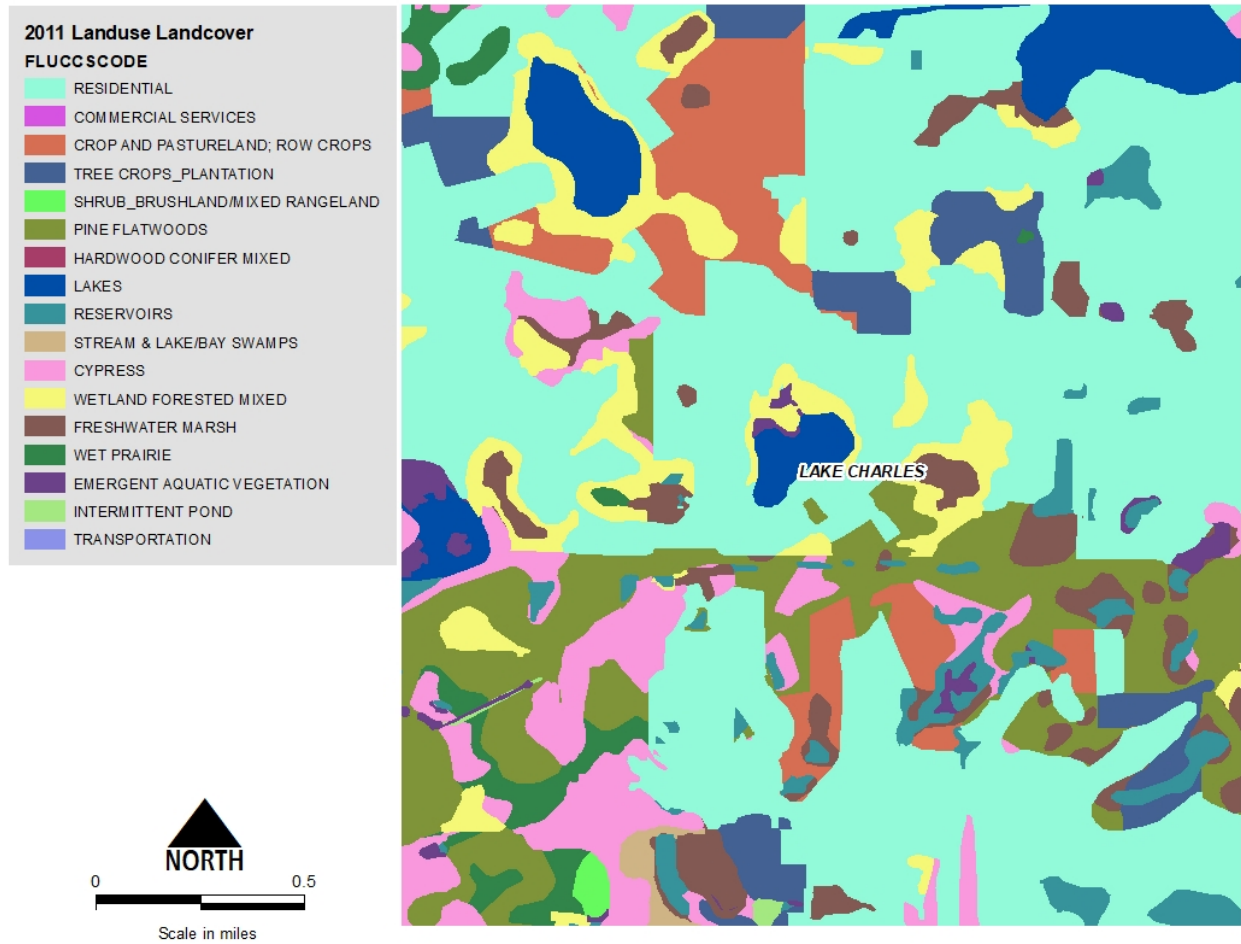 2011 Landuse Landcover
FLUCCSCODE
RESIDENTIAL
COMMERCIAL SERVICES
CROP AND PASTURELAND; ROW CROPS
TREE CROPS_PLANTATION
SHRUB_BRUSHLAND/MIXED RANGELAND
PINE FLATWOODS
HARDWOOD CONIFER MIXED
LAKES
RESERVOIRS
STREAM & LAKE/BAY SWAMPS
CYPRESS
WETLAND FORESTED MIXED
FRESHWATER MARSH
WET PRAIRIE
EMERGENT AQUATIC VEGETATION
INTERMITTENT POND
TRANSPORTATION
LAKE CHARLES
NORTH
0 0.5
Scale in miles